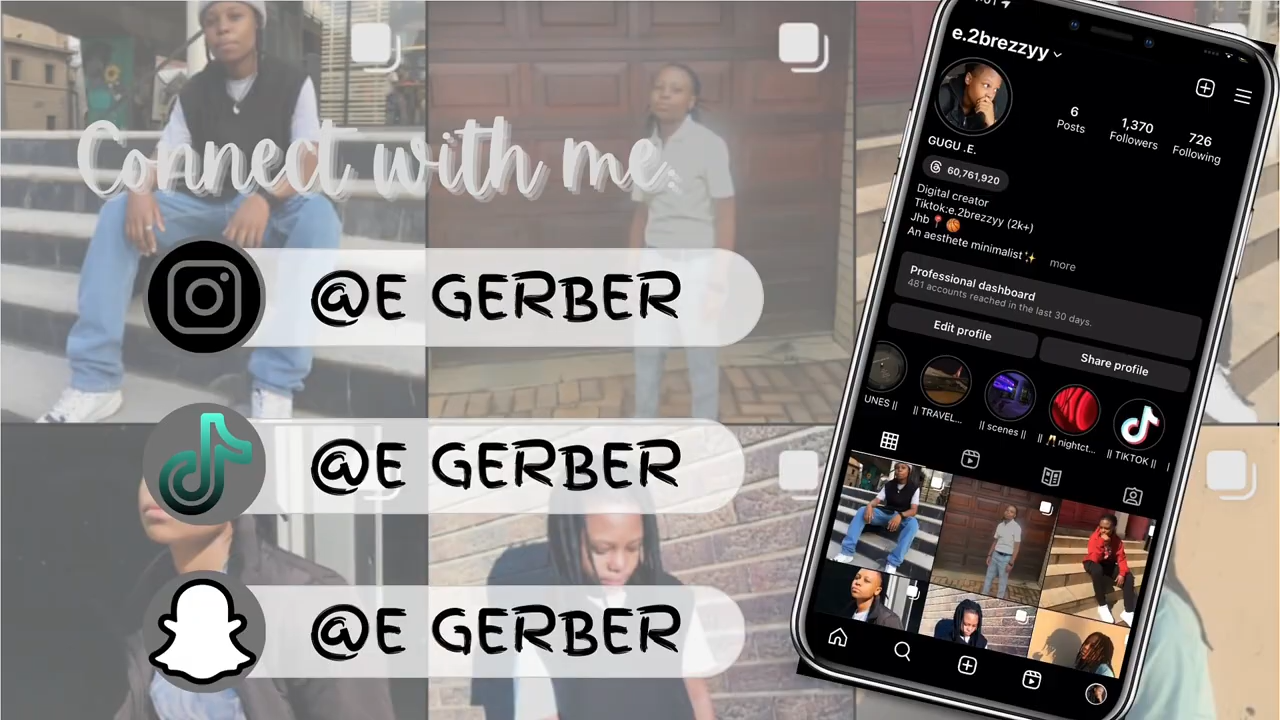 Connect with me.
@E GERBER
@E GERBER
@E GERBER
e.2brezzyy
6
Posts
1,370
Followers
726
Following
GUGU .E.
60,761,920
Digital creator
Tiktok:e.2brezzyy (2k+)
Jhb📍🏀
An aesthete minimalist✨ more
Professional dashboard
481 accounts reached in the last 30 days.
Edit profile
Share profile
UNES ||
|| TRAVEL...
|| scenes ||
|| 🥂 nightct...
|| TIKTOK ||